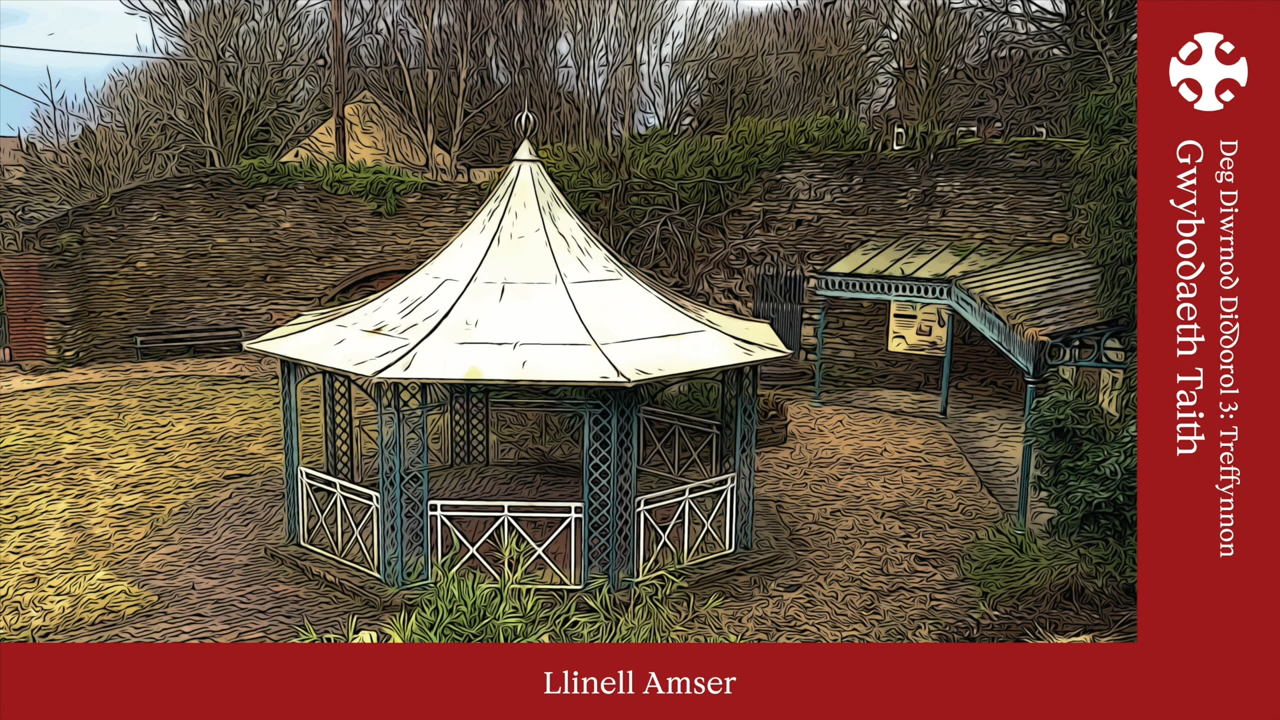 Deg Diwrnod Diddorol 3: Treffynnon
Gwybodaeth Taith
Llinell Amser